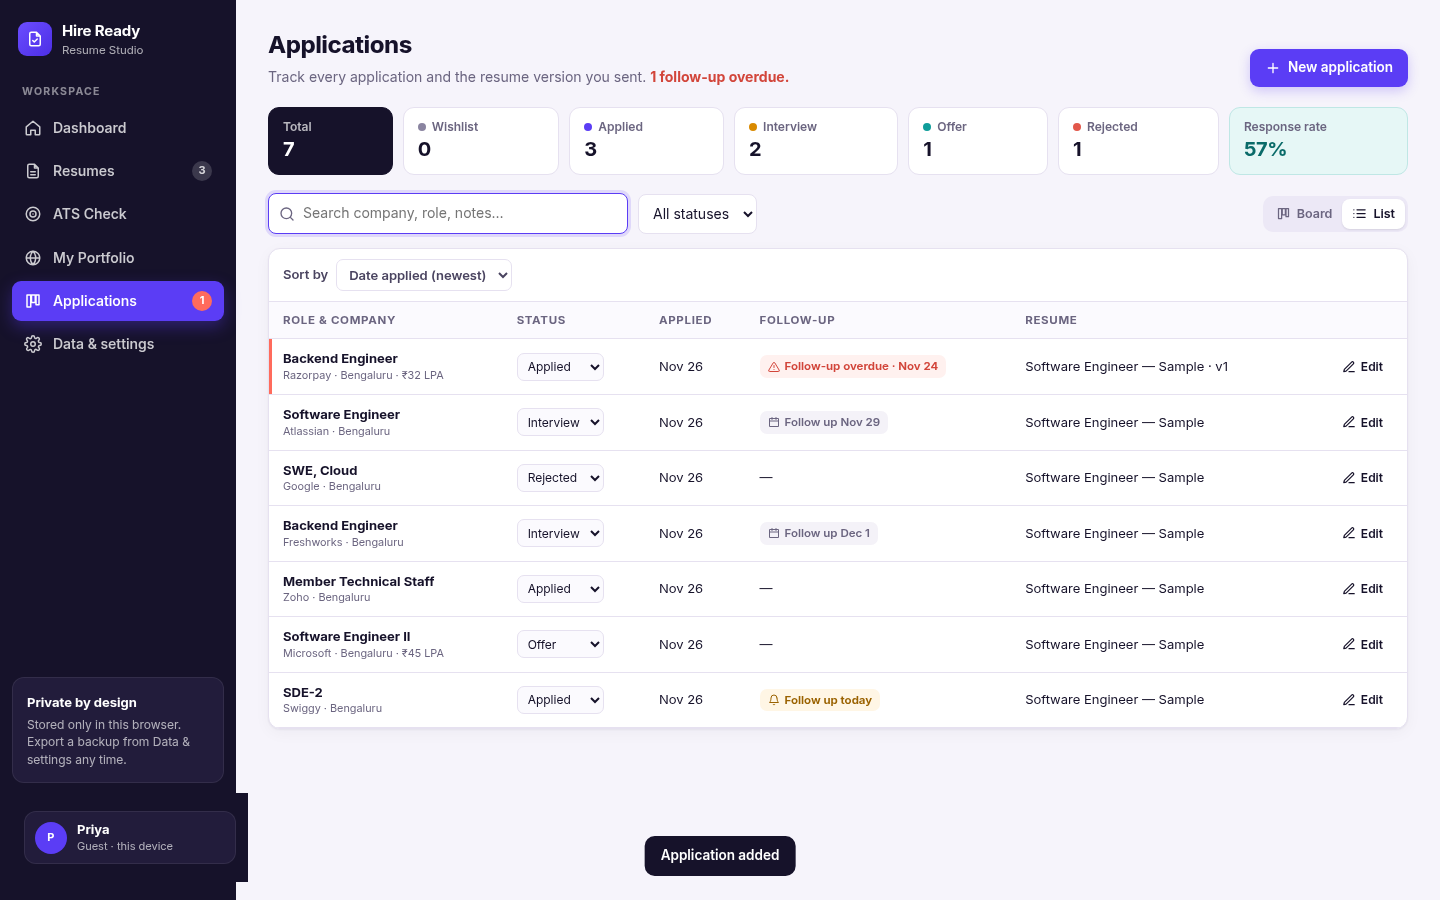 Hire Ready
Resume Studio
WORKSPACE
Dashboard
Resumes 3
ATS Check
My Portfolio
Applications 1
Data & settings
Private by design
Stored only in this browser.
Export a backup from Data &
settings any time.
P
Priya
Guest · this device
Applications
Track every application and the resume version you sent. 1 follow-up overdue.
New application
Total
7
Wishlist
0
Applied
3
Interview
2
Offer
1
Rejected
1
Response rate
57%
Search company, role, notes...
All statuses
Board
List
Sort by Date applied (newest)
ROLE & COMPANY STATUS APPLIED FOLLOW-UP RESUME
Backend Engineer
Razorpay · Bengaluru · ₹32 LPA
Applied Nov 26 Follow-up overdue · Nov 24 Software Engineer — Sample · v1 Edit
Software Engineer
Atlassian · Bengaluru
Interview Nov 26 Follow up Nov 29 Software Engineer — Sample Edit
SWE, Cloud
Google · Bengaluru
Rejected Nov 26 — Software Engineer — Sample Edit
Backend Engineer
Freshworks · Bengaluru
Interview Nov 26 Follow up Dec 1 Software Engineer — Sample Edit
Member Technical Staff
Zoho · Bengaluru
Applied Nov 26 — Software Engineer — Sample Edit
Software Engineer II
Microsoft · Bengaluru · ₹45 LPA
Offer Nov 26 — Software Engineer — Sample Edit
SDE-2
Swiggy · Bengaluru
Applied Nov 26 Follow up today Software Engineer — Sample Edit
Application added